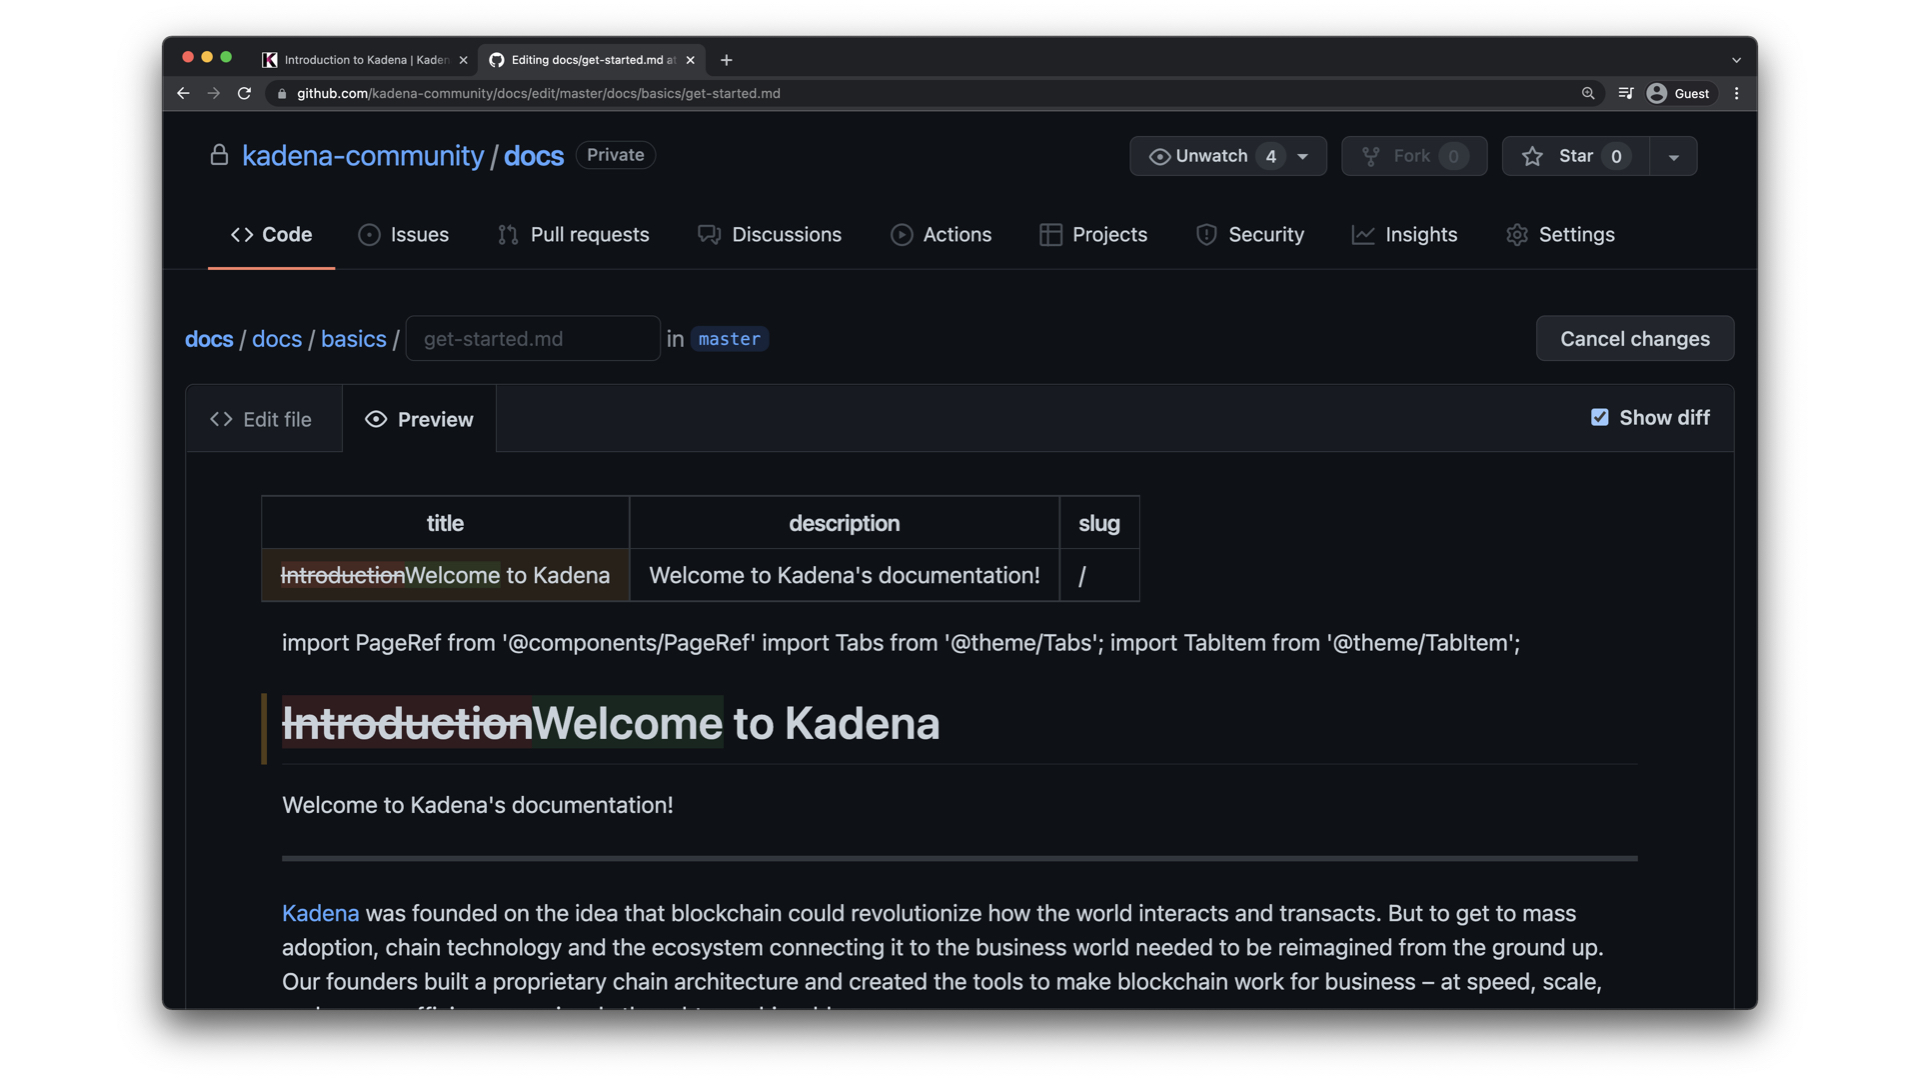 Introduction to Kadena | Kaden
Editing docs/get-started.md at
github.com/kadena-community/docs/edit/master/docs/basics/get-started.md
Guest
kadena-community / docs Private
Unwatch 4
Fork 0
Star 0
Code Issues Pull requests Discussions Actions Projects Security Insights Settings
docs / docs / basics / get-started.md in master
Cancel changes
Edit file Preview
Show diff
title description slug
IntroductionWelcome to Kadena Welcome to Kadena's documentation! /
import PageRef from '@components/PageRef' import Tabs from '@theme/Tabs'; import TabItem from '@theme/TabItem';
IntroductionWelcome to Kadena
Welcome to Kadena's documentation!
Kadena was founded on the idea that blockchain could revolutionize how the world interacts and transacts. But to get to mass
adoption, chain technology and the ecosystem connecting it to the business world needed to be reimagined from the ground up.
Our founders built a proprietary chain architecture and created the tools to make blockchain work for business – at speed, scale,